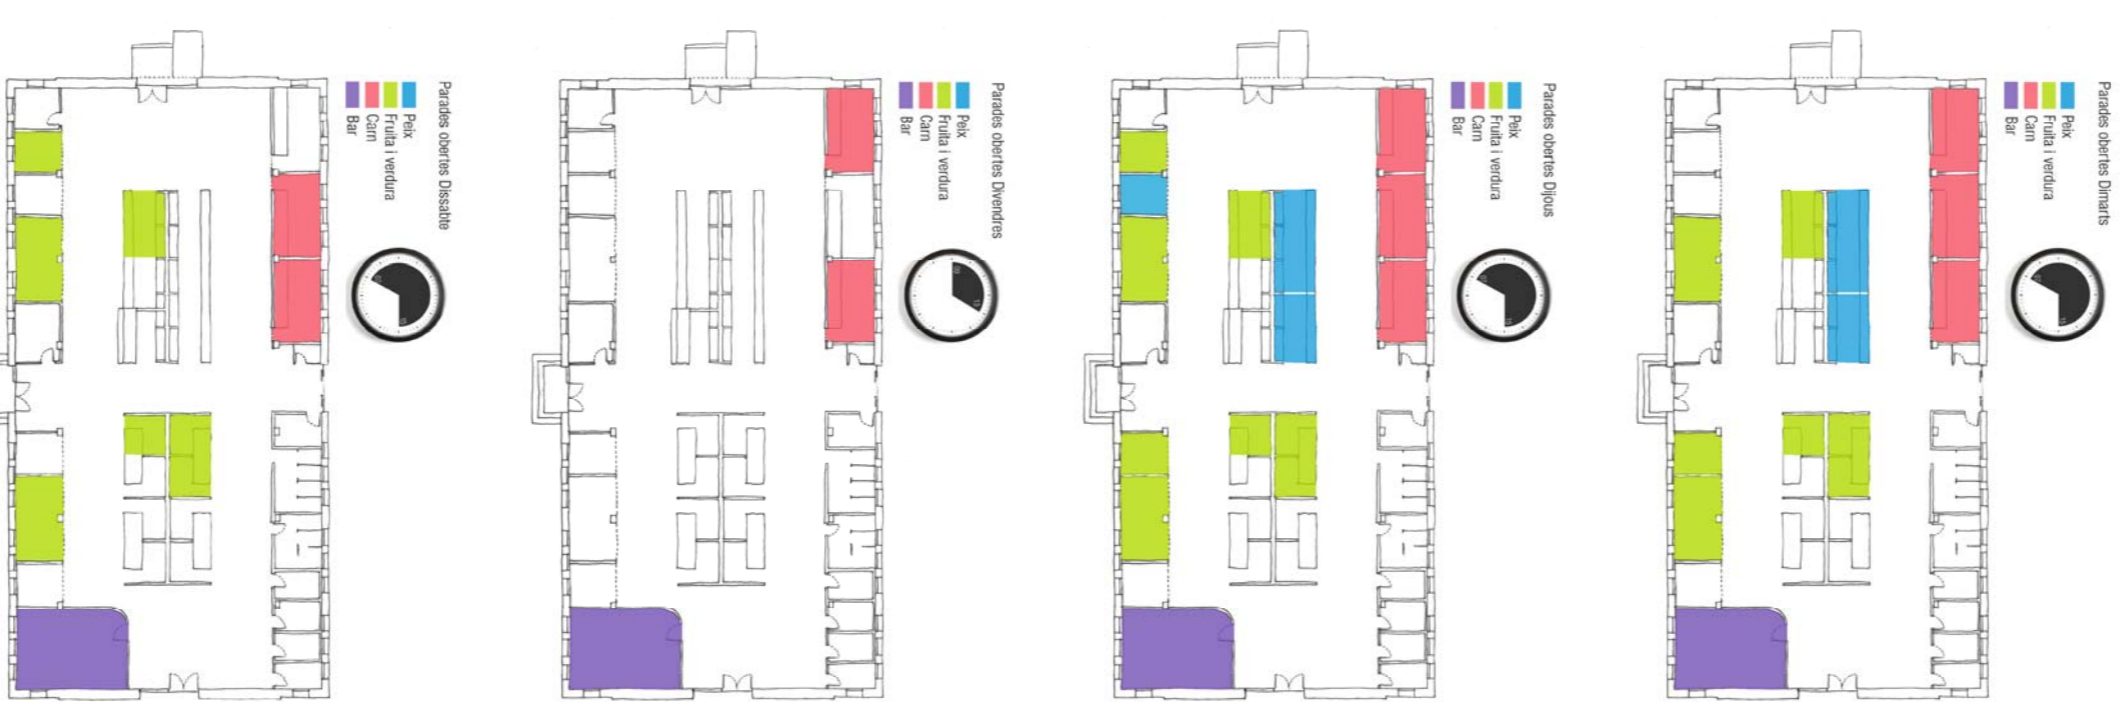 Parades obertes Dissabte
Peix
Fruita i verdura
Carn
Bar
Parades obertes Divendres
Peix
Fruita i verdura
Carn
Bar
Parades obertes Dijous
Peix
Fruita i verdura
Carn
Bar
Parades obertes Dimarts
Peix
Fruita i verdura
Carn
Bar